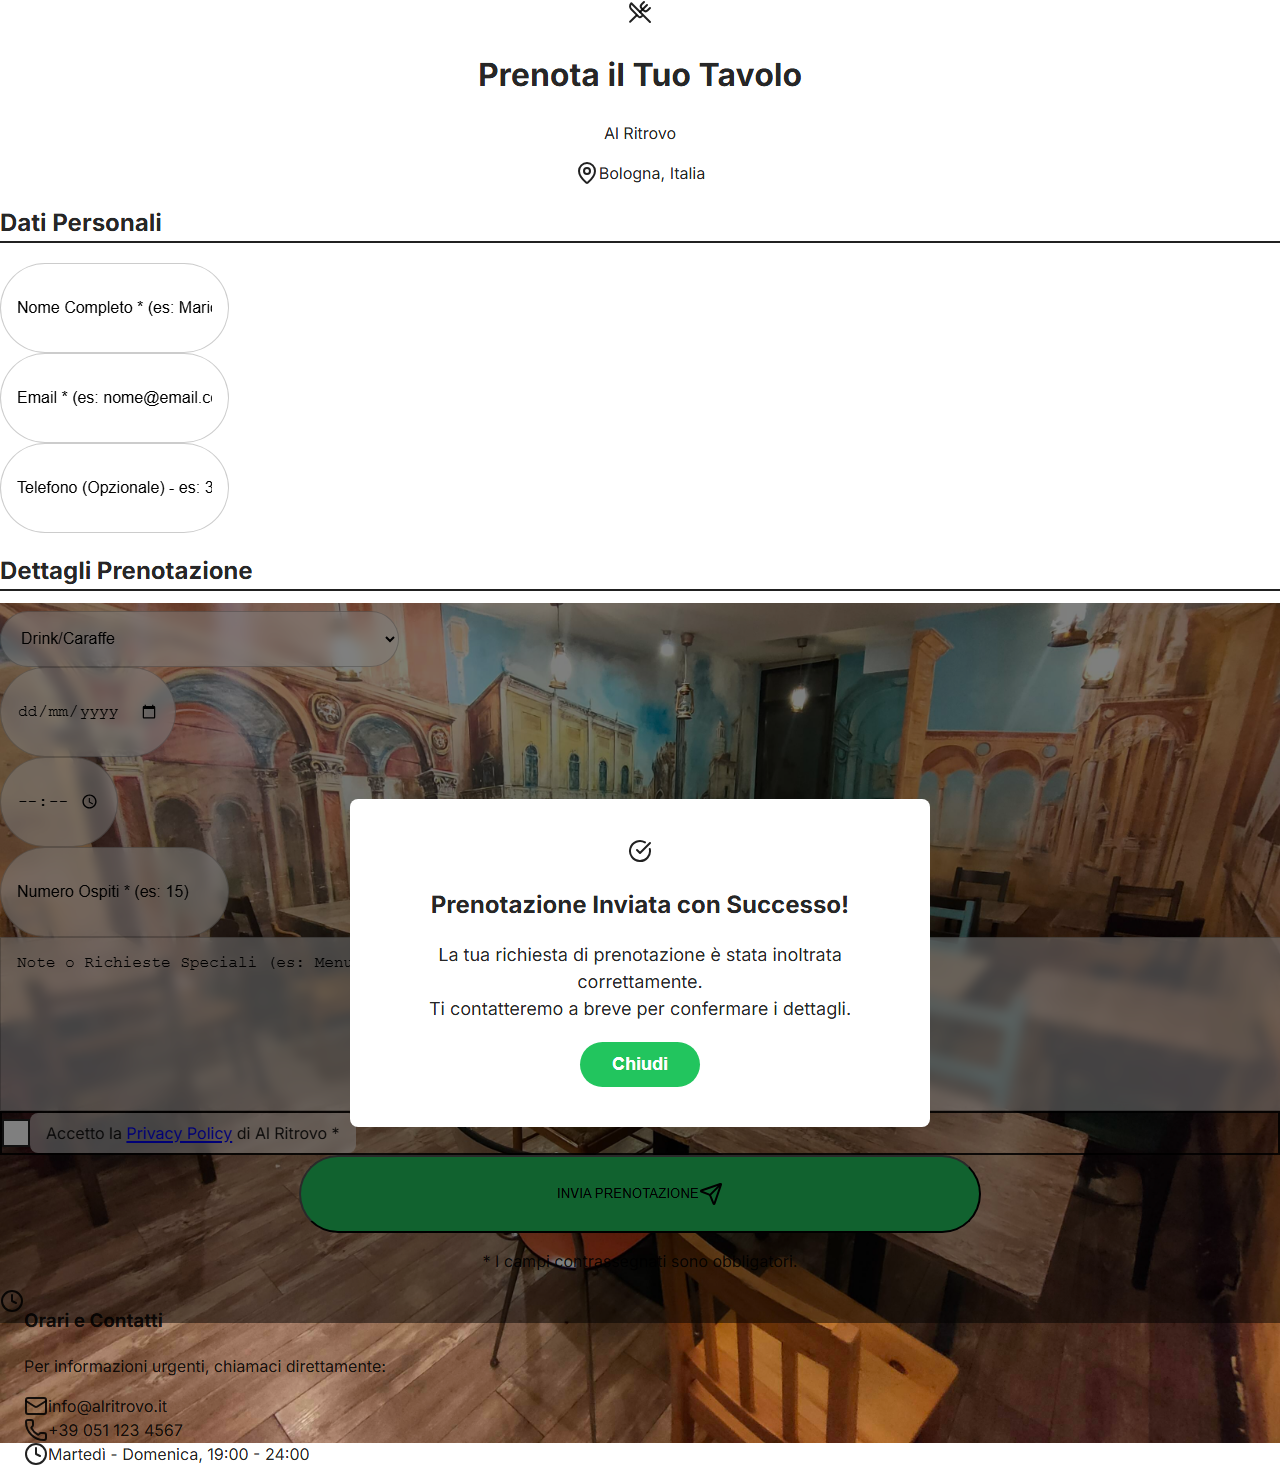 Prenota il Tuo Tavolo
Al Ritrovo
Bologna, Italia
Dati Personali
Nome Completo * (es: Mari
Email * (es: nome@email.c
Telefono (Opzionale) - es: 3
Dettagli Prenotazione
Drink/Caraffe
dd/mm/yyyy
--:--
Numero Ospiti * (es: 15)
Note o Richieste Speciali (es: Menu
Prenotazione Inviata con Successo!
La tua richiesta di prenotazione è stata inoltrata
correttamente.
Ti contatteremo a breve per confermare i dettagli.
Chiudi
Accetto la Privacy Policy di Al Ritrovo *
INVIA PRENOTAZIONE
* I campi contrassegnati sono obbligatori.
Orari e Contatti
Per informazioni urgenti, chiamaci direttamente:
info@alritrovo.it
+39 051 123 4567
Martedì - Domenica, 19:00 - 24:00